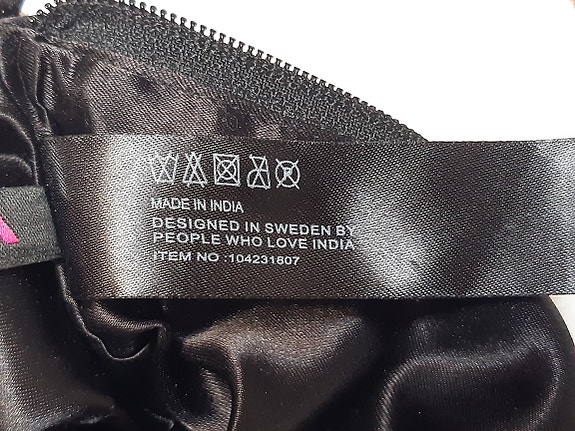 MADE IN INDIA
DESIGNED IN SWEDEN BY
PEOPLE WHO LOVE INDIA
ITEM NO :104231807